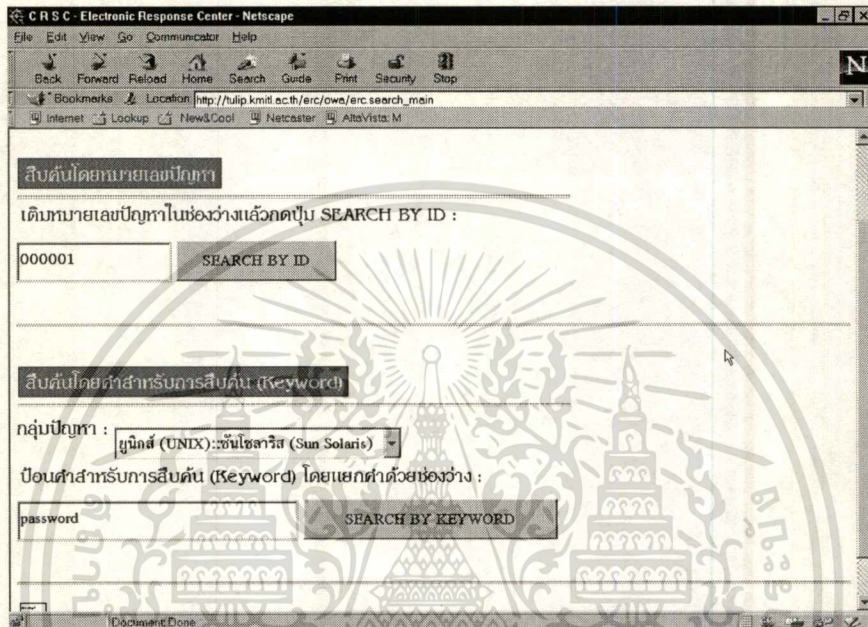 C R S C - Electronic Response Center - Netscape
File Edit View Go Communicator Help
Back Forward Reload Home Search Guide Print Security Stop
N
Bookmarks Location: http://tulip.kmitl.ac.th/erc/owa/erc.search_main
Internet Lookup New&Cool Netcaster AltaVista: M
สืบค้นโดยหมายเลขปัญหา
เติมหมายเลขปัญหาในช่องว่างแล้วกดปุ่ม SEARCH BY ID :
000001 SEARCH BY ID
สืบค้นโดยคำสำหรับการสืบค้น (Keyword)
กลุ่มปัญหา : ยูนิกส์ (UNIX)::ซันโซลาริส (Sun Solaris)
ป้อนคำสำหรับการสืบค้น (Keyword) โดยแยกคำด้วยช่องว่าง :
password SEARCH BY KEYWORD
Document: Done